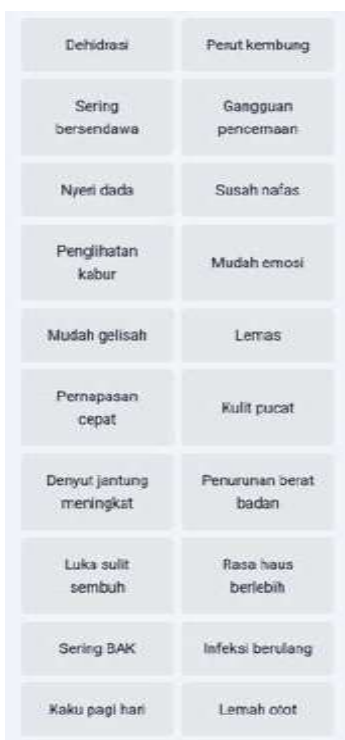 Dehidrasi
Perut kembung
Sering
bersendawa
Gangguan
pencernaan
Nyeri dada
Susah nafas
Penglihatan
kabur
Mudah emosi
Mudah gelisah
Lemas
Pernapasan
cepat
Kulit pucat
Denyut jantung
meningkat
Penurunan berat
badan
Luka sulit
sembuh
Rasa haus
berlebih
Sering BAK
Infeksi berulang
Kaku pagi hari
Lemah otot